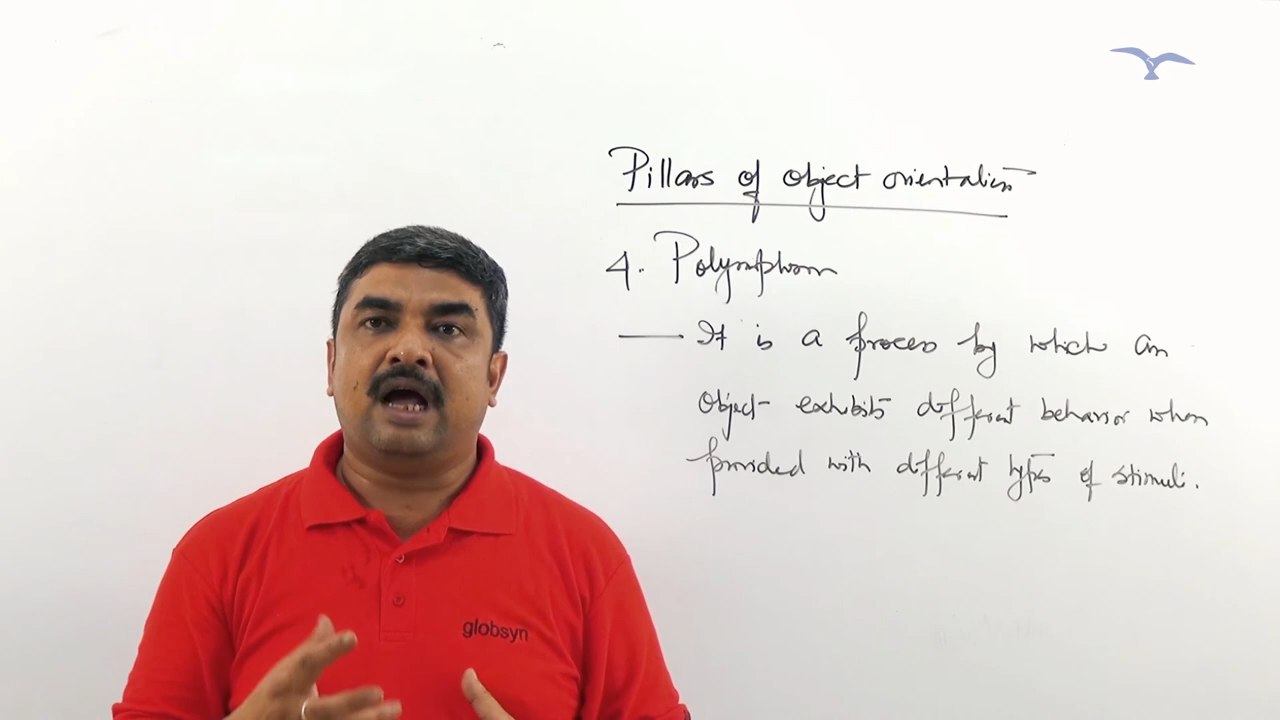 Pillars of object orientation
4. Polymorphism
— It is a process by which an
object exhibits different behavior when
provided with different types of stimuli.
globsyn